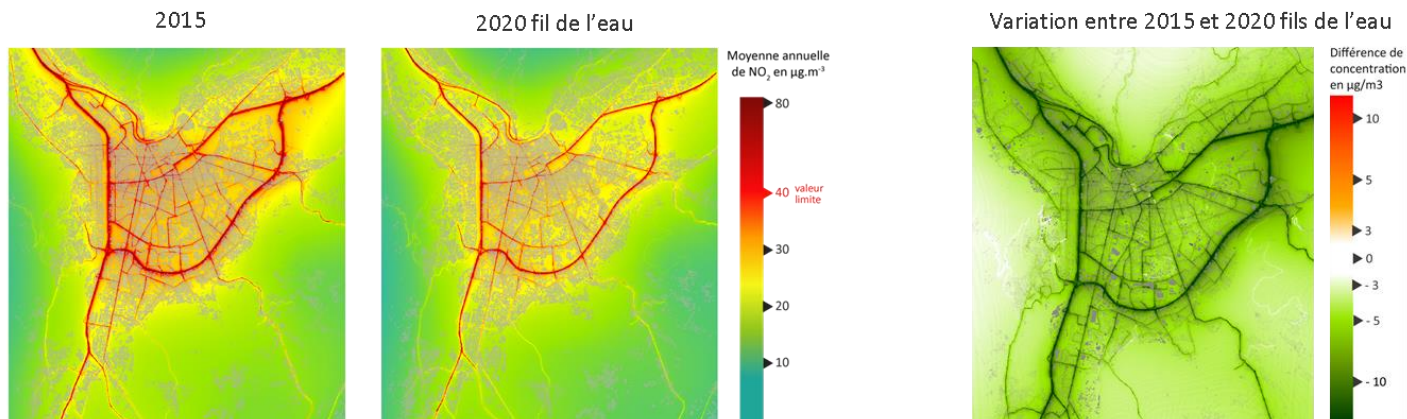 2015
2020 fil de l'eau
Moyenne annuelle
de NO₂ en µg.m⁻³
80
40 valeur
limite
30
20
10
Variation entre 2015 et 2020 fils de l'eau
Différence de
concentration
en µg/m3
10
5
3
0
- 3
- 5
- 10